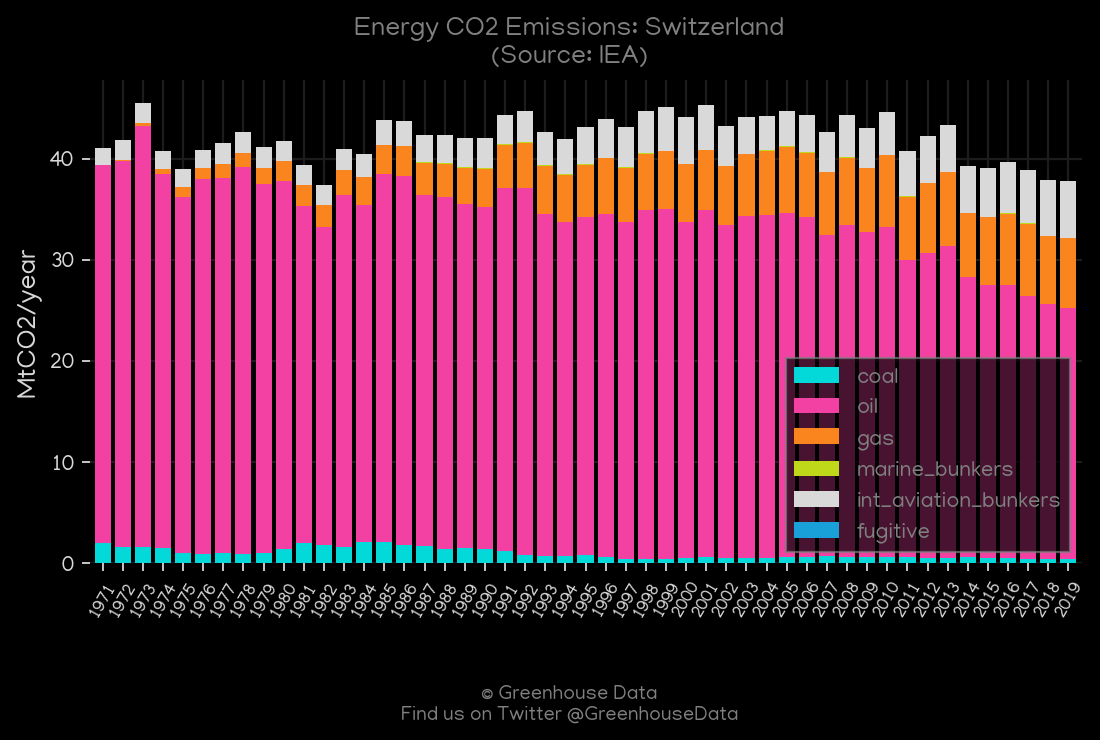 Energy CO2 Emissions: Switzerland
(Source: IEA)
MtCO2/year
40
30
20
10
0
coal
oil
gas
marine_bunkers
int_aviation_bunkers
fugitive
1971 1972 1973 1974 1975 1976 1977 1978 1979 1980 1981 1982 1983 1984 1985 1986 1987 1988 1989 1990 1991 1992 1993 1994 1995 1996 1997 1998 1999 2000 2001 2002 2003 2004 2005 2006 2007 2008 2009 2010 2011 2012 2013 2014 2015 2016 2017 2018 2019
© Greenhouse Data
Find us on Twitter @GreenhouseData